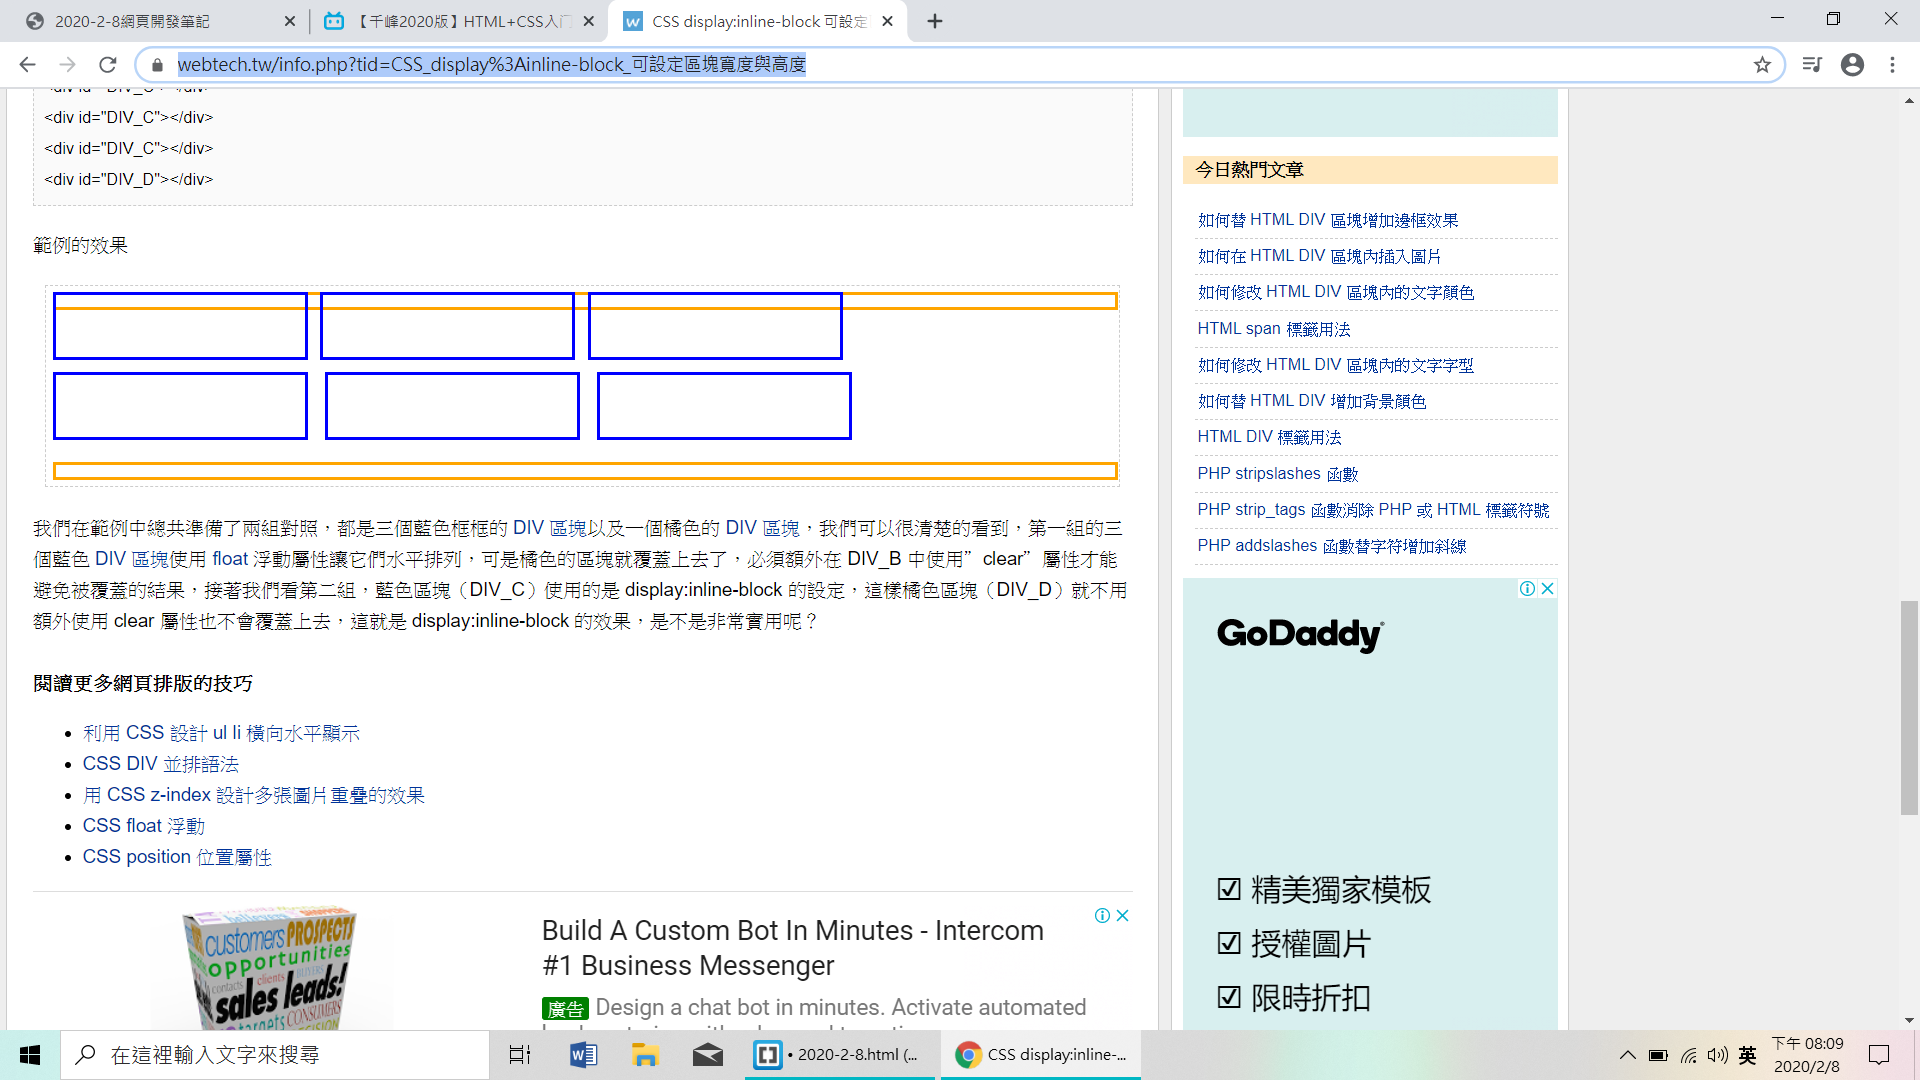 2020-2-8網頁開發筆記
【千峰2020版】HTML+CSS入门
CSS display:inline-block 可設定
webtech.tw/info.php?tid=CSS_display%3Ainline-block_可設定區塊寬度與高度
<div id="DIV_C"></div>
<div id="DIV_C"></div>
<div id="DIV_C"></div>
<div id="DIV_D"></div>
範例的效果
我們在範例中總共準備了兩組對照，都是三個藍色框框的 DIV 區塊以及一個橘色的 DIV 區塊，我們可以很清楚的看到，第一組的三
個藍色 DIV 區塊使用 float 浮動屬性讓它們水平排列，可是橘色的區塊就覆蓋上去了，必須額外在 DIV_B 中使用”clear”屬性才能
避免被覆蓋的結果，接著我們看第二組，藍色區塊（DIV_C）使用的是 display:inline-block 的設定，這樣橘色區塊（DIV_D）就不用
額外使用 clear 屬性也不會覆蓋上去，這就是 display:inline-block 的效果，是不是非常實用呢？
閱讀更多網頁排版的技巧
利用 CSS 設計 ul li 橫向水平顯示
CSS DIV 並排語法
用 CSS z-index 設計多張圖片重疊的效果
CSS float 浮動
CSS position 位置屬性
customers PROSPECTS
opportunities
contacts clients BUYERS
sales leads!
targets CONSUMERS
Build A Custom Bot In Minutes - Intercom
#1 Business Messenger
廣告 Design a chat bot in minutes. Activate automated
今日熱門文章
如何替 HTML DIV 區塊增加邊框效果
如何在 HTML DIV 區塊內插入圖片
如何修改 HTML DIV 區塊內的文字顏色
HTML span 標籤用法
如何修改 HTML DIV 區塊內的文字字型
如何替 HTML DIV 增加背景顏色
HTML DIV 標籤用法
PHP stripslashes 函數
PHP strip_tags 函數消除 PHP 或 HTML 標籤符號
PHP addslashes 函數替字符增加斜線
GoDaddy
精美獨家模板
授權圖片
限時折扣
在這裡輸入文字來搜尋
• 2020-2-8.html (...
CSS display:inline-...
英
下午 08:09
2020/2/8